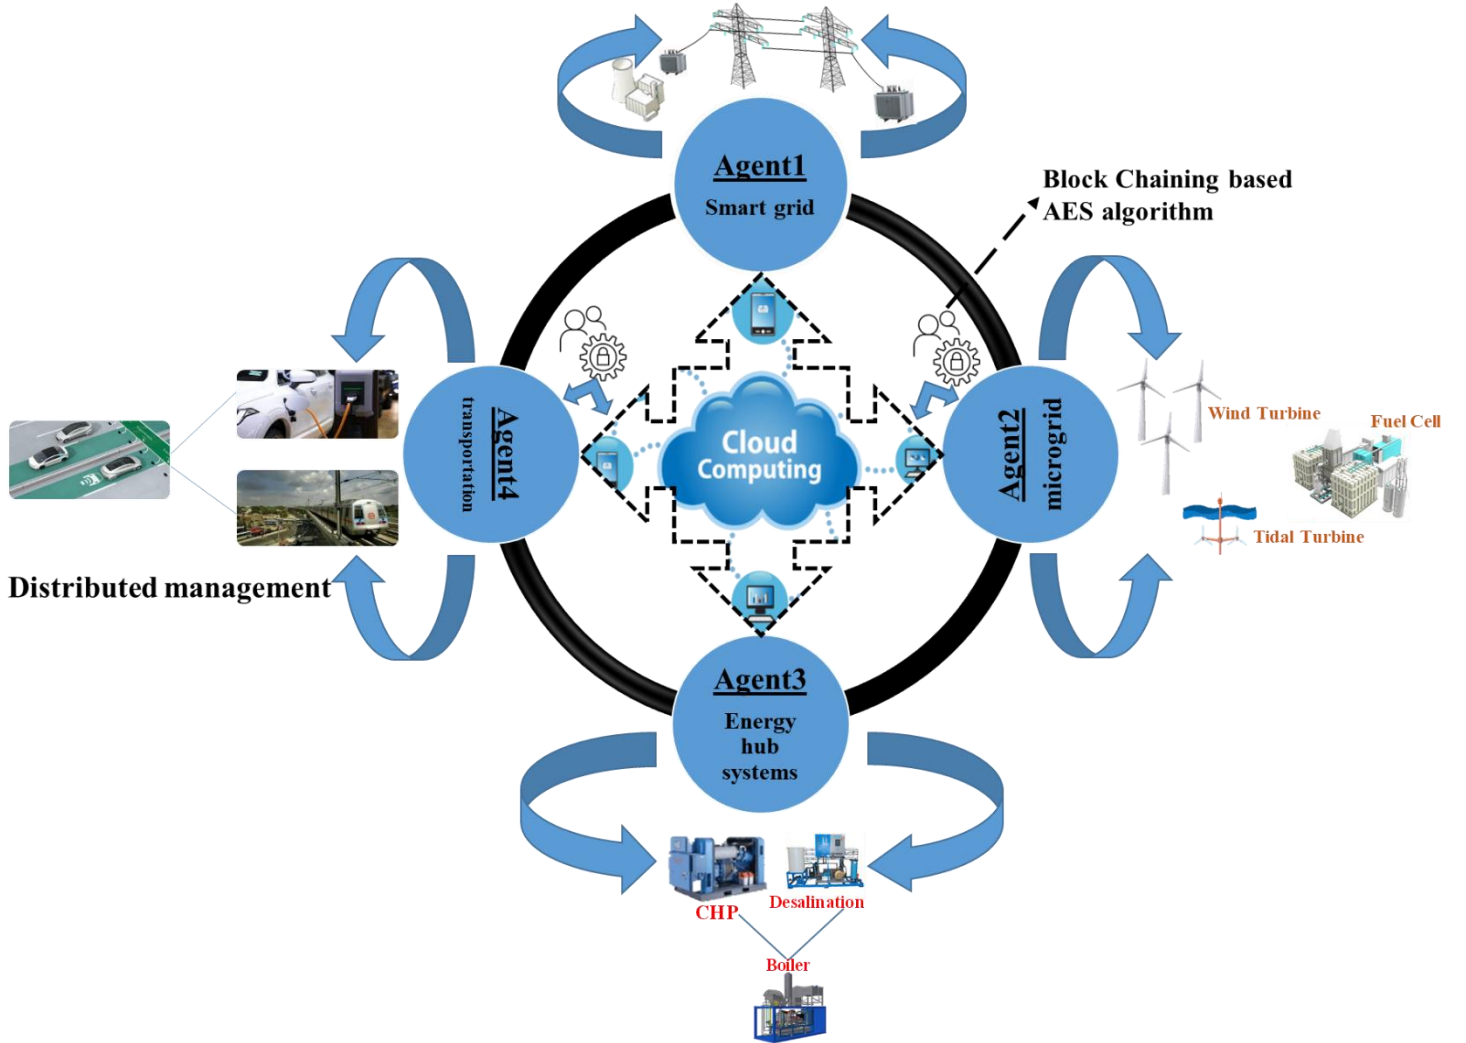 Agent1
Smart grid
Block Chaining based
AES algorithm
Agent4
transportation
Cloud
Computing
Agent2
microgrid
Wind Turbine
Fuel Cell
Tidal Turbine
Distributed management
Agent3
Energy
hub
systems
CHP
Desalination
Boiler